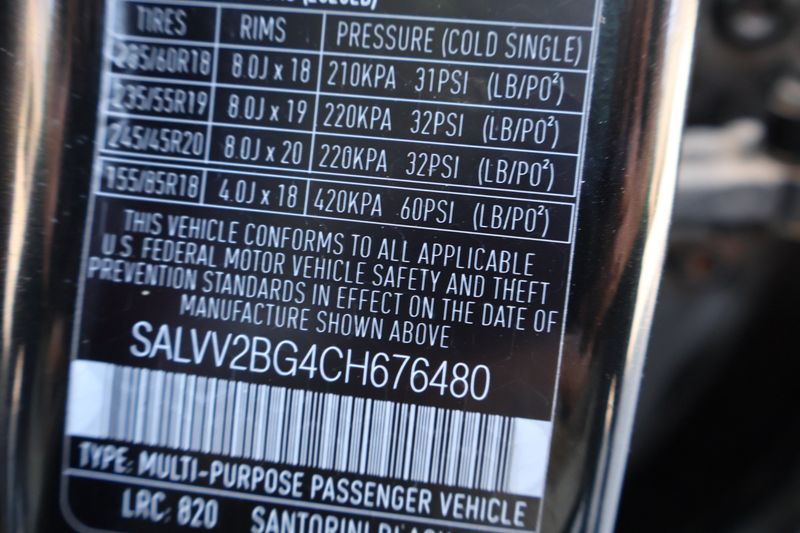 TIRES RIMS PRESSURE (COLD SINGLE)
235/60R18 8.0J x 18 210KPA 31PSI (LB/PO²)
235/55R19 8.0J x 19 220KPA 32PSI (LB/PO²)
245/45R20 8.0J x 20 220KPA 32PSI (LB/PO²)
155/85R18 4.0J x 18 420KPA 60PSI (LB/PO²)
THIS VEHICLE CONFORMS TO ALL APPLICABLE
U.S. FEDERAL MOTOR VEHICLE SAFETY AND THEFT
PREVENTION STANDARDS IN EFFECT ON THE DATE OF
MANUFACTURE SHOWN ABOVE
SALVV2BG4CH676480
TYPE: MULTI-PURPOSE PASSENGER VEHICLE
LRC: 820 SANTORINI BLACK